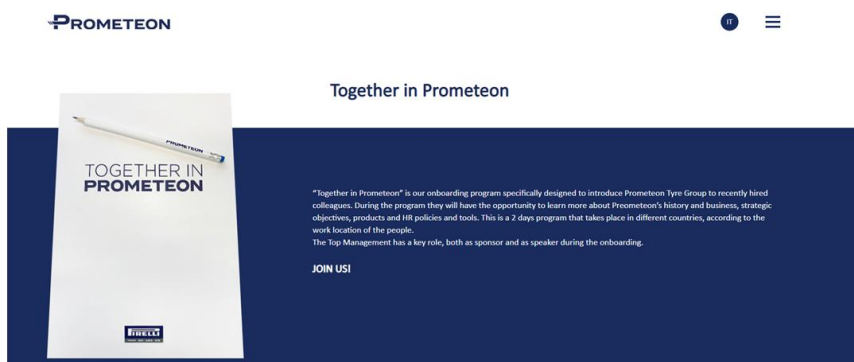 PROMETEON
IT
Together in Prometeon
PROMETEON
TOGETHER IN
PROMETEON
"Together in Prometeon" is our onboarding program specifically designed to introduce Prometeon Tyre Group to recently hired
colleagues. During the program they will have the opportunity to learn more about Preometeon's history and business, strategic
objectives, products and HR policies and tools. This is a 2 days program that takes place in different countries, according to the
work location of the people.
The Top Management has a key role, both as sponsor and as speaker during the onboarding.
JOIN US!
PIRELLI